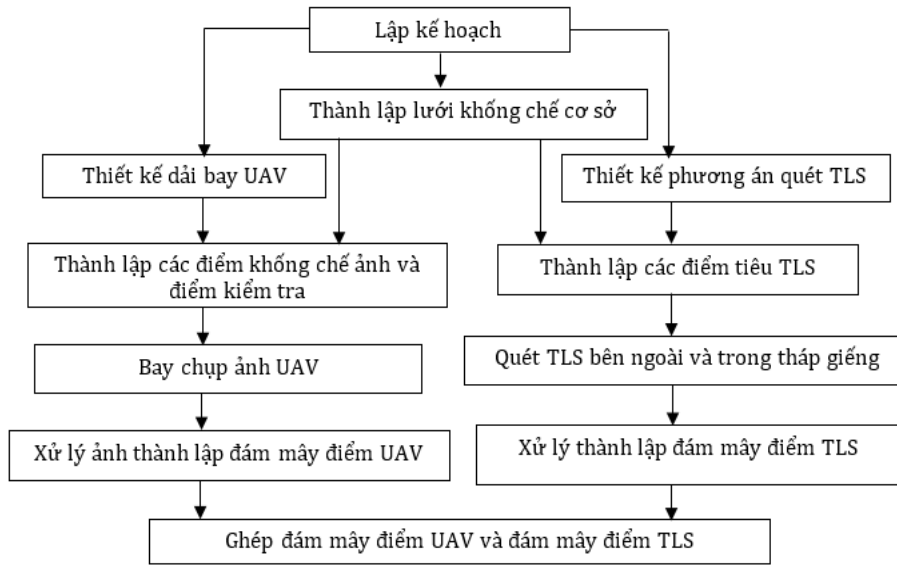 Lập kế hoạch
Thành lập lưới khống chế cơ sở
Thiết kế dải bay UAV
Thiết kế phương án quét TLS
Thành lập các điểm khống chế ảnh và
điểm kiểm tra
Thành lập các điểm tiêu TLS
Bay chụp ảnh UAV
Quét TLS bên ngoài và trong tháp giếng
Xử lý ảnh thành lập đám mây điểm UAV
Xử lý thành lập đám mây điểm TLS
Ghép đám mây điểm UAV và đám mây điểm TLS